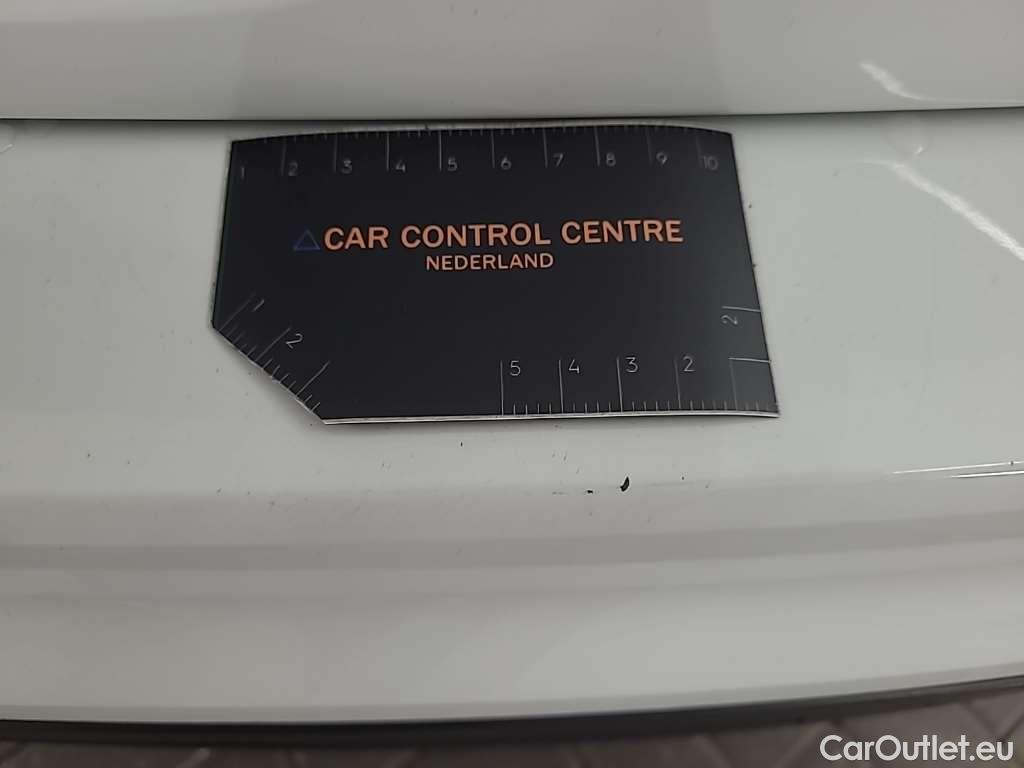 1 2 3 4 5 6 7 8 9 10
CAR CONTROL CENTRE
NEDERLAND
1 2
2
5 4 3 2
CarOutlet.eu